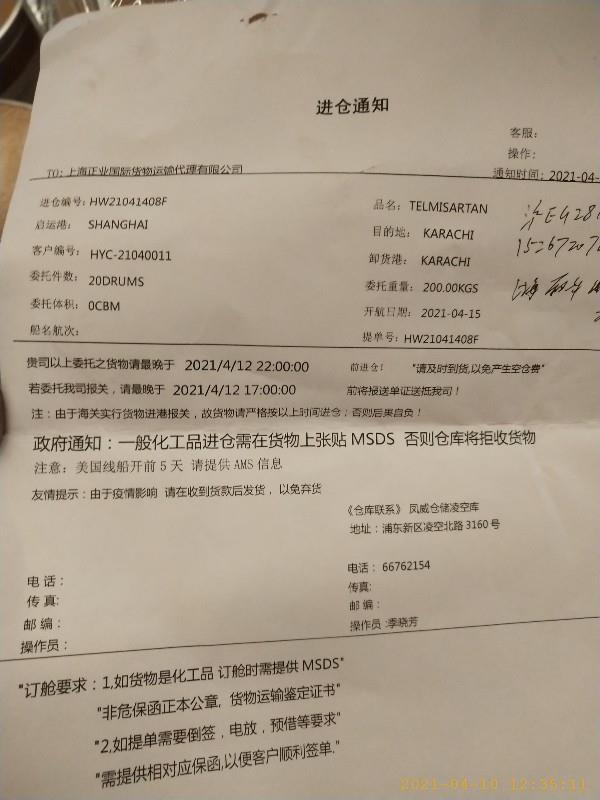 进仓通知
客服：
操作：
TO: 上海正业国际货物运输代理有限公司
通知时间：2021-04-
进仓编号: HW21041408F
品名： TELMISARTAN
启运港： SHANGHAI
目的地： KARACHI
客户编号： HYC-21040011
卸货港： KARACHI
委托件数： 20DRUMS
委托重量： 200.00KGS
委托体积： 0CBM
开航日期： 2021-04-15
船名航次：
提单号： HW21041408F
贵司以上委托之货物请最晚于 2021/4/12 22:00:00 前进仓！ "请及时到货,以免产生空仓费"
若委托我司报关，请最晚于 2021/4/12 17:00:00 前将报送单证送抵我司！
注：由于海关实行货物进港报关，故货物请严格按以上时间进仓；否则后果自负！
政府通知：一般化工品进仓需在货物上张贴 MSDS 否则仓库将拒收货物
注意：美国线船开前 5 天 请提供 AMS 信息
友情提示：由于疫情影响 请在收到货款后发货，以免弃货
《仓库联系》 凤威仓储凌空库
地址：浦东新区凌空北路 3160 号
电话：
传真:
邮编：
操作员：
电话： 66762154
传真:
邮编：
操作员 :季晓芳
"订舱要求：1,如货物是化工品 订舱时需提供 MSDS"
"非危保函正本公章，货物运输鉴定证书"
"2,如提单需要倒签，电放，预借等要求"
"需提供相对应保函,以便客户顺利签单."
2021-04-10 12:35:11